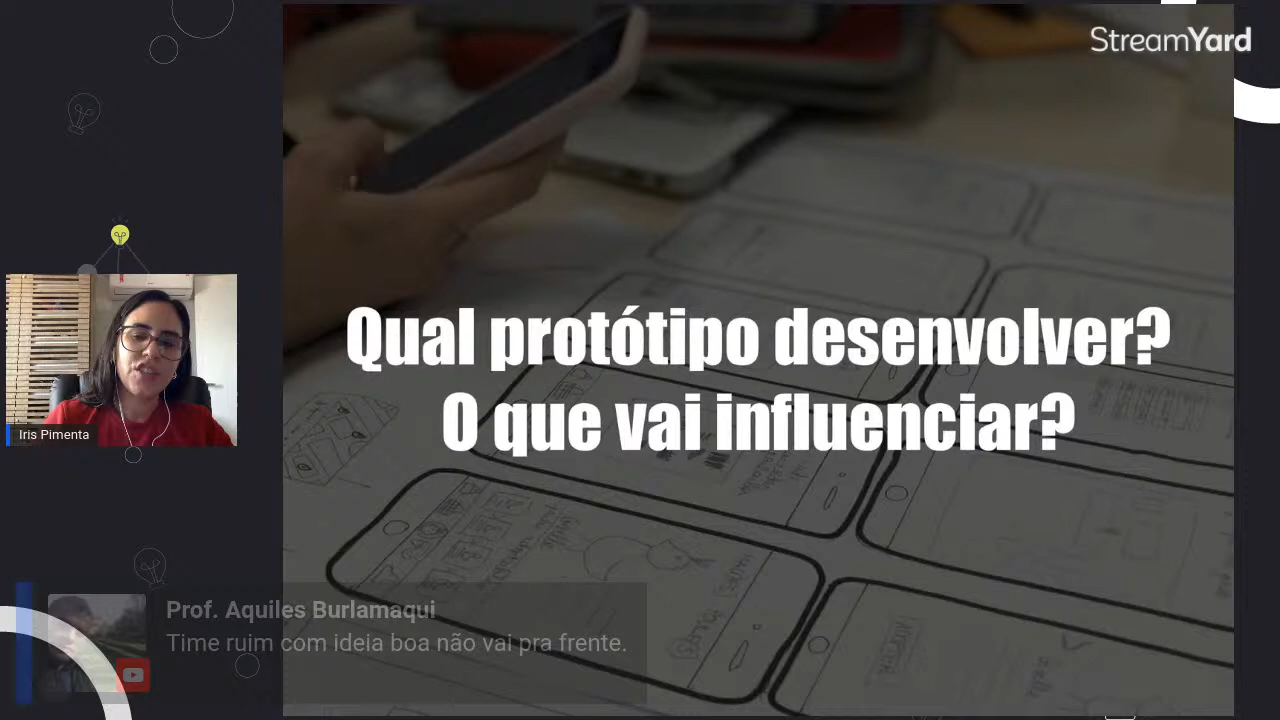 StreamYard
Qual protótipo desenvolver?
O que vai influenciar?
Iris Pimenta
Prof. Aquiles Burlamaqui
Time ruim com ideia boa não vai pra frente.